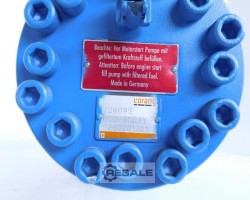 Beachte: Vor Motorstart Pumpe mit
gefiltertem Kraftstoff befüllen.
Attention: Before engine start
fill pump with filtered fuel.
Made in Germany
L'orange
RESALE